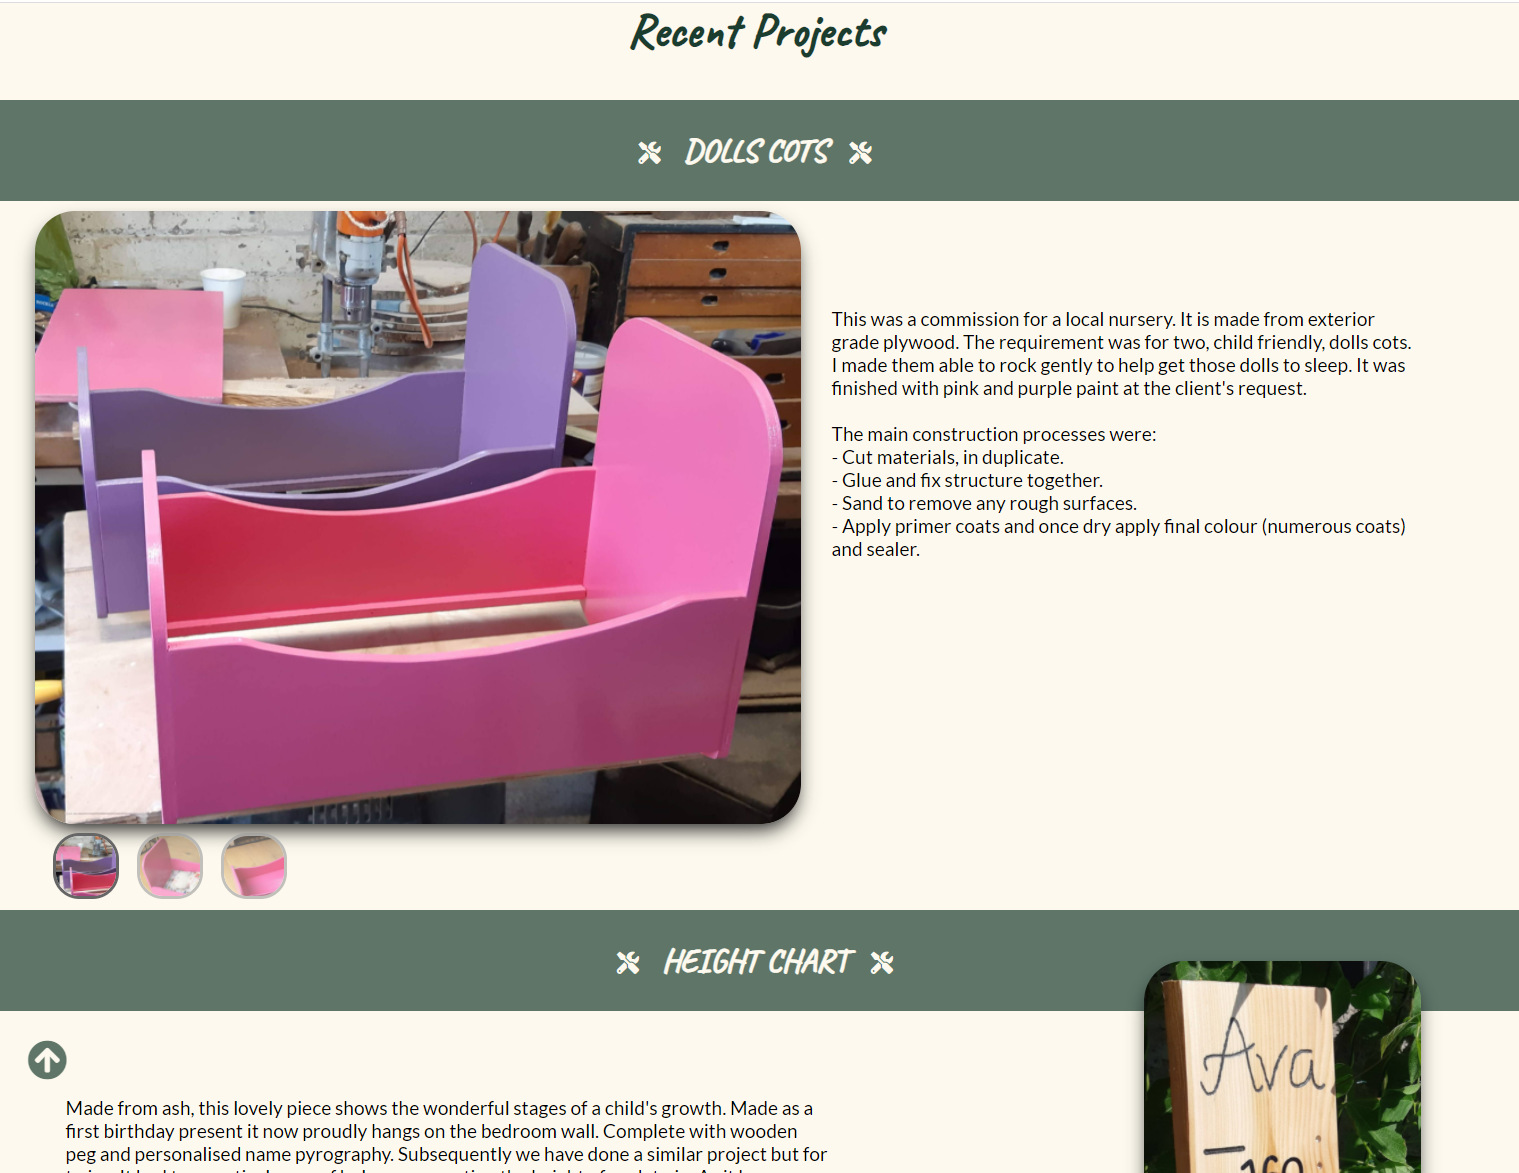 Recent Projects
DOLLS COTS
This was a commission for a local nursery. It is made from exterior
grade plywood. The requirement was for two, child friendly, dolls cots.
I made them able to rock gently to help get those dolls to sleep. It was
finished with pink and purple paint at the client's request.
The main construction processes were:
- Cut materials, in duplicate.
- Glue and fix structure together.
- Sand to remove any rough surfaces.
- Apply primer coats and once dry apply final colour (numerous coats)
and sealer.
HEIGHT CHART
Ava
160
Made from ash, this lovely piece shows the wonderful stages of a child's growth. Made as a
first birthday present it now proudly hangs on the bedroom wall. Complete with wooden
peg and personalised name pyrography. Subsequently we have done a similar project but for